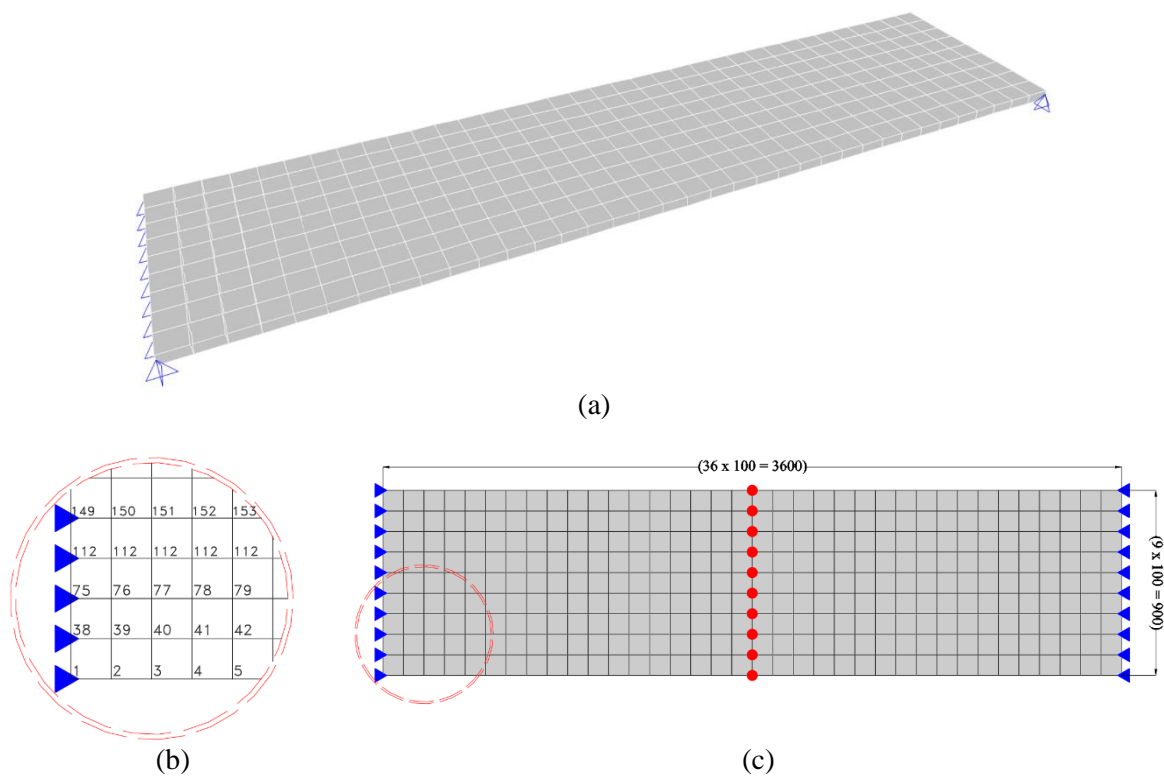 (a)
(36 x 100 = 3600)
149 150 151 152 153
112 112 112 112 112
75 76 77 78 79
38 39 40 41 42
1 2 3 4 5
(9 x 100 = 900)
(b)
(c)